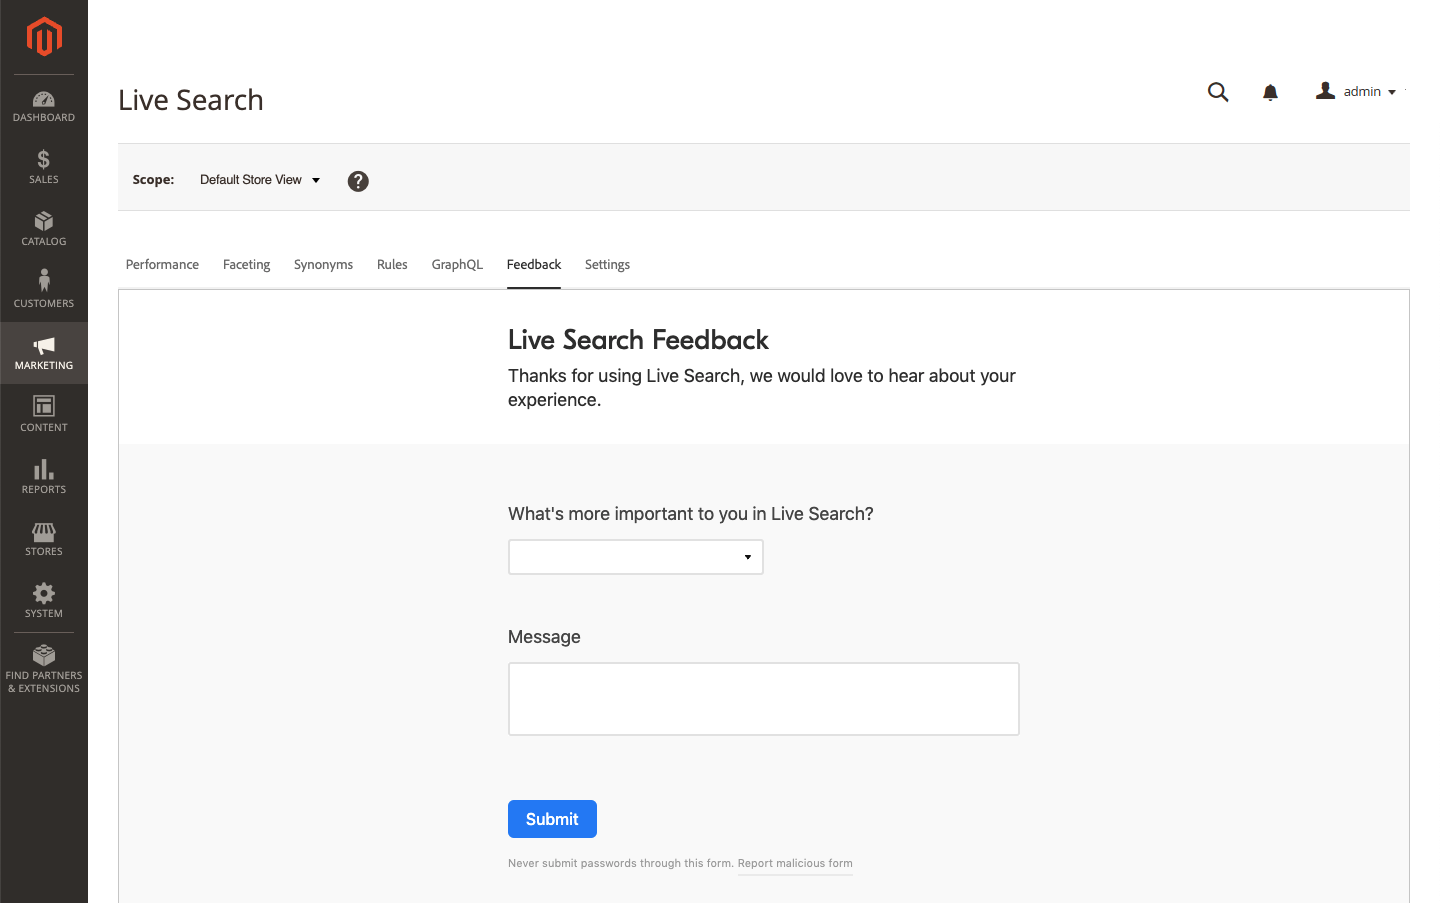 DASHBOARD
SALES
CATALOG
CUSTOMERS
MARKETING
CONTENT
REPORTS
STORES
SYSTEM
FIND PARTNERS
& EXTENSIONS
Live Search
admin
Scope:
Default Store View
?
Performance
Faceting
Synonyms
Rules
GraphQL
Feedback
Settings
Live Search Feedback
Thanks for using Live Search, we would love to hear about your
experience.
What's more important to you in Live Search?
Message
Submit
Never submit passwords through this form. Report malicious form